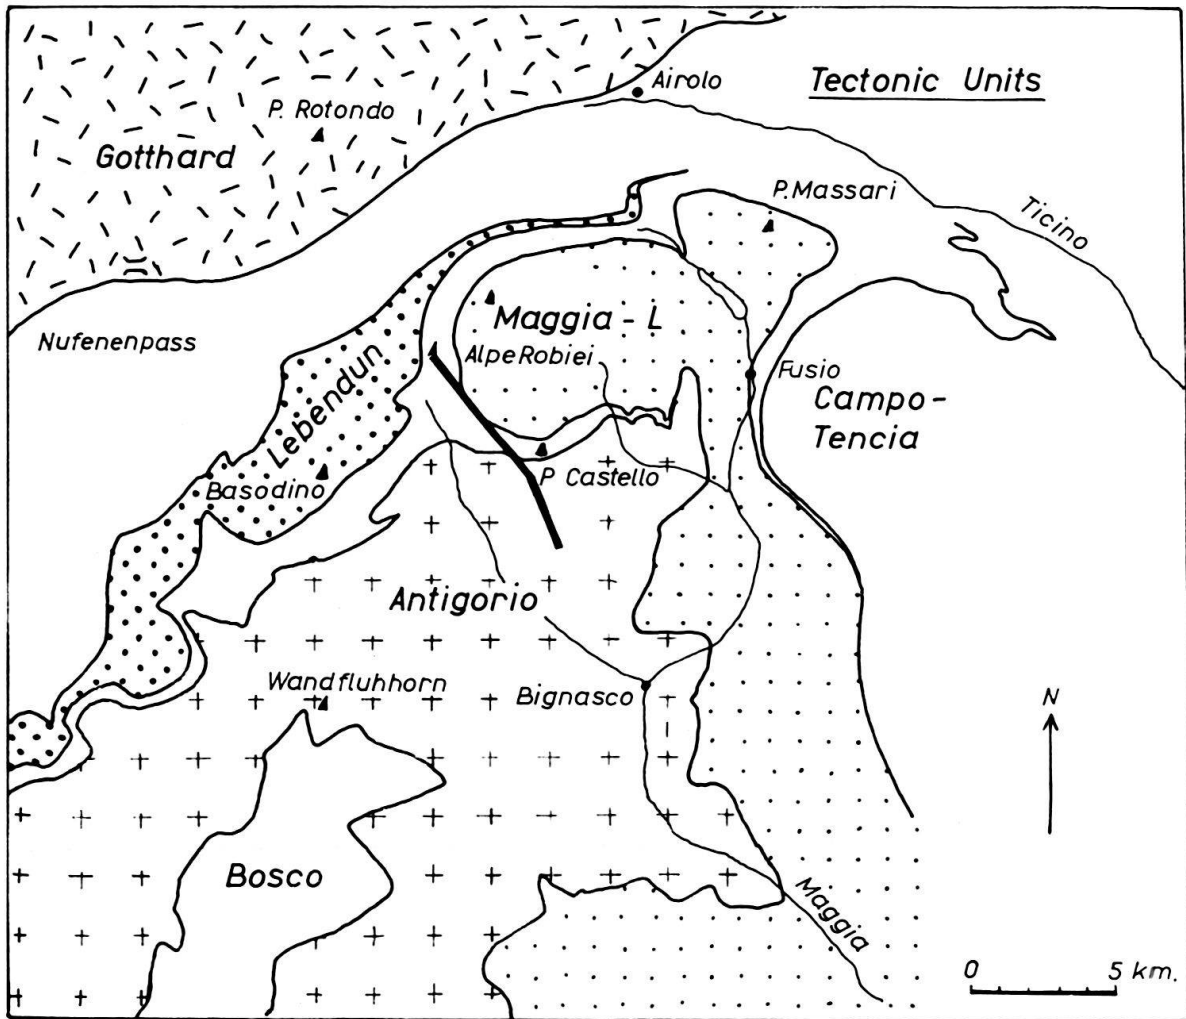 Tectonic Units
Airolo
P. Rotondo
Gotthard
P. Massari
Ticino
Nufenenpass
Maggia - L
Alpe Robiei
Fusio
Campo -
Tencia
Lebendun
Basodino
P Castello
Antigorio
Wandfluhhorn
Bignasco
N
Bosco
Maggia
0 5 km.